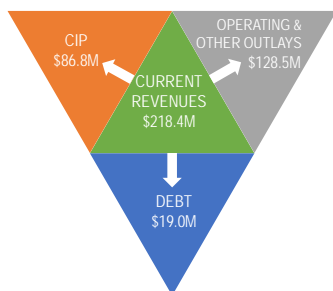 CIP
$86.8M
OPERATING &
OTHER OUTLAYS
$128.5M
CURRENT
REVENUES
$218.4M
DEBT
$19.0M